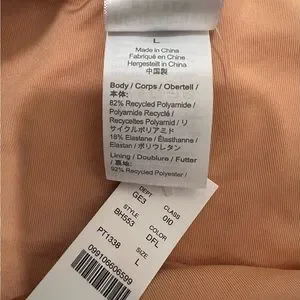 L
Made in China
Fabriqué en Chine
Hergestellt in China
中国製
Body / Corps / Oberteil /
本体:
82% Recycled Polyamide /
Polyamide Recyclé /
Recyceltes Polyamid / リ
サイクルポリアミド
18% Elastane / Élasthanne /
Elastan / ポリウレタン
Lining / Doublure / Futter
/ 裏地:
92% Recycled Polyester /
DEPT CLASS
GE3 010
STYLE COLOR
BH553 DFL
SIZE
PT1338 L
099105606599